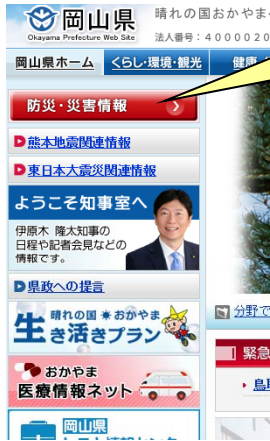 岡山県
Okayama Prefecture Web Site
晴れの国おかやま
法人番号：4000020
岡山県ホーム
くらし・環境・観光
健康
防災・災害情報
熊本地震関連情報
東日本大震災関連情報
ようこそ知事室へ
伊原木 隆太知事の
日程や記者会見などの
情報です。
県政への提言
分野で
晴れの国 おかやま
生き活きプラン
緊急
鳥
おかやま
医療情報ネット
岡山県